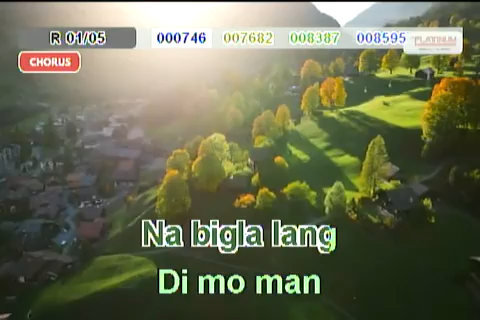 R 01/05 000746 007682 008387 008595 PLATINUM
CHORUS
Na bigla lang
Di mo man